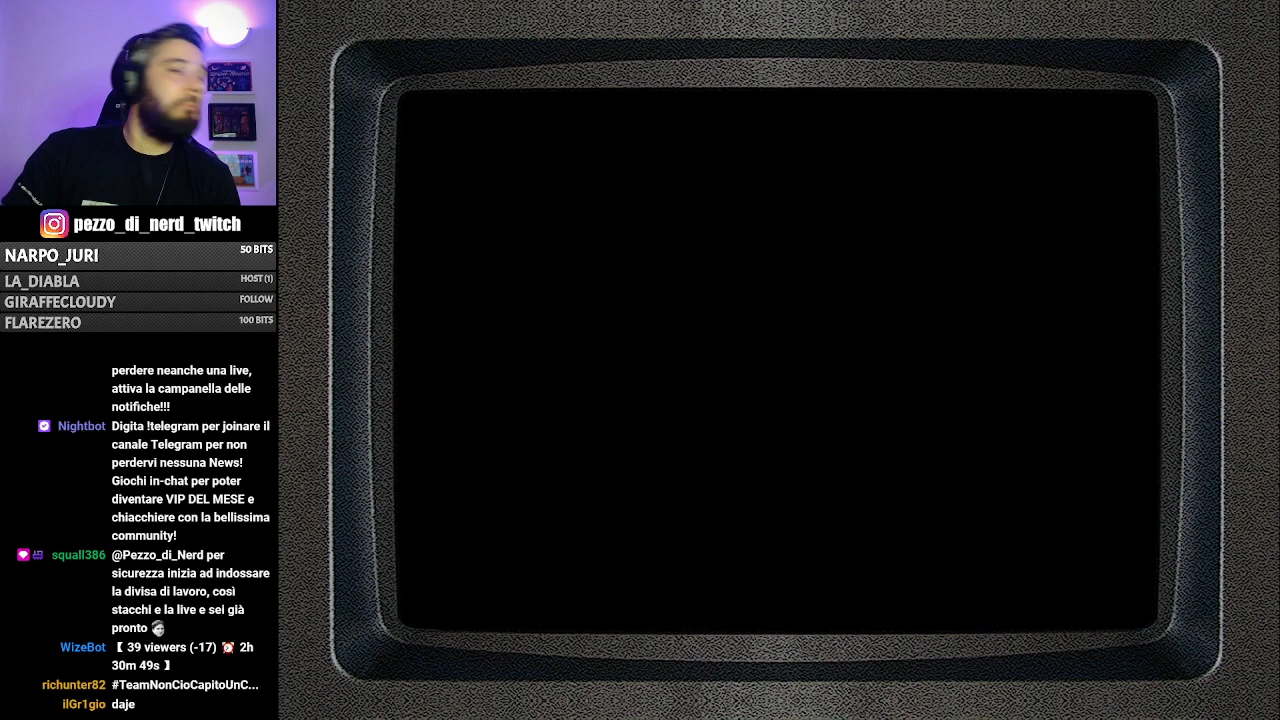 pezzo_di_nerd_twitch
NARPO_JURI 50 BITS
LA_DIABLA HOST (1)
GIRAFFECLOUDY FOLLOW
FLAREZERO 100 BITS
perdere neanche una live,
attiva la campanella delle
notifiche!!!
Nightbot Digita !telegram per joinare il
canale Telegram per non
perdervi nessuna News!
Giochi in-chat per poter
diventare VIP DEL MESE e
chiacchiere con la bellissima
community!
squall386 @Pezzo_di_Nerd per
sicurezza inizia ad indossare
la divisa di lavoro, così
stacchi e la live e sei già
pronto
WizeBot 【 39 viewers (-17) ⏰ 2h
30m 49s 】
richunter82 #TeamNonCioCapitoUnC...
ilGr1gio daje